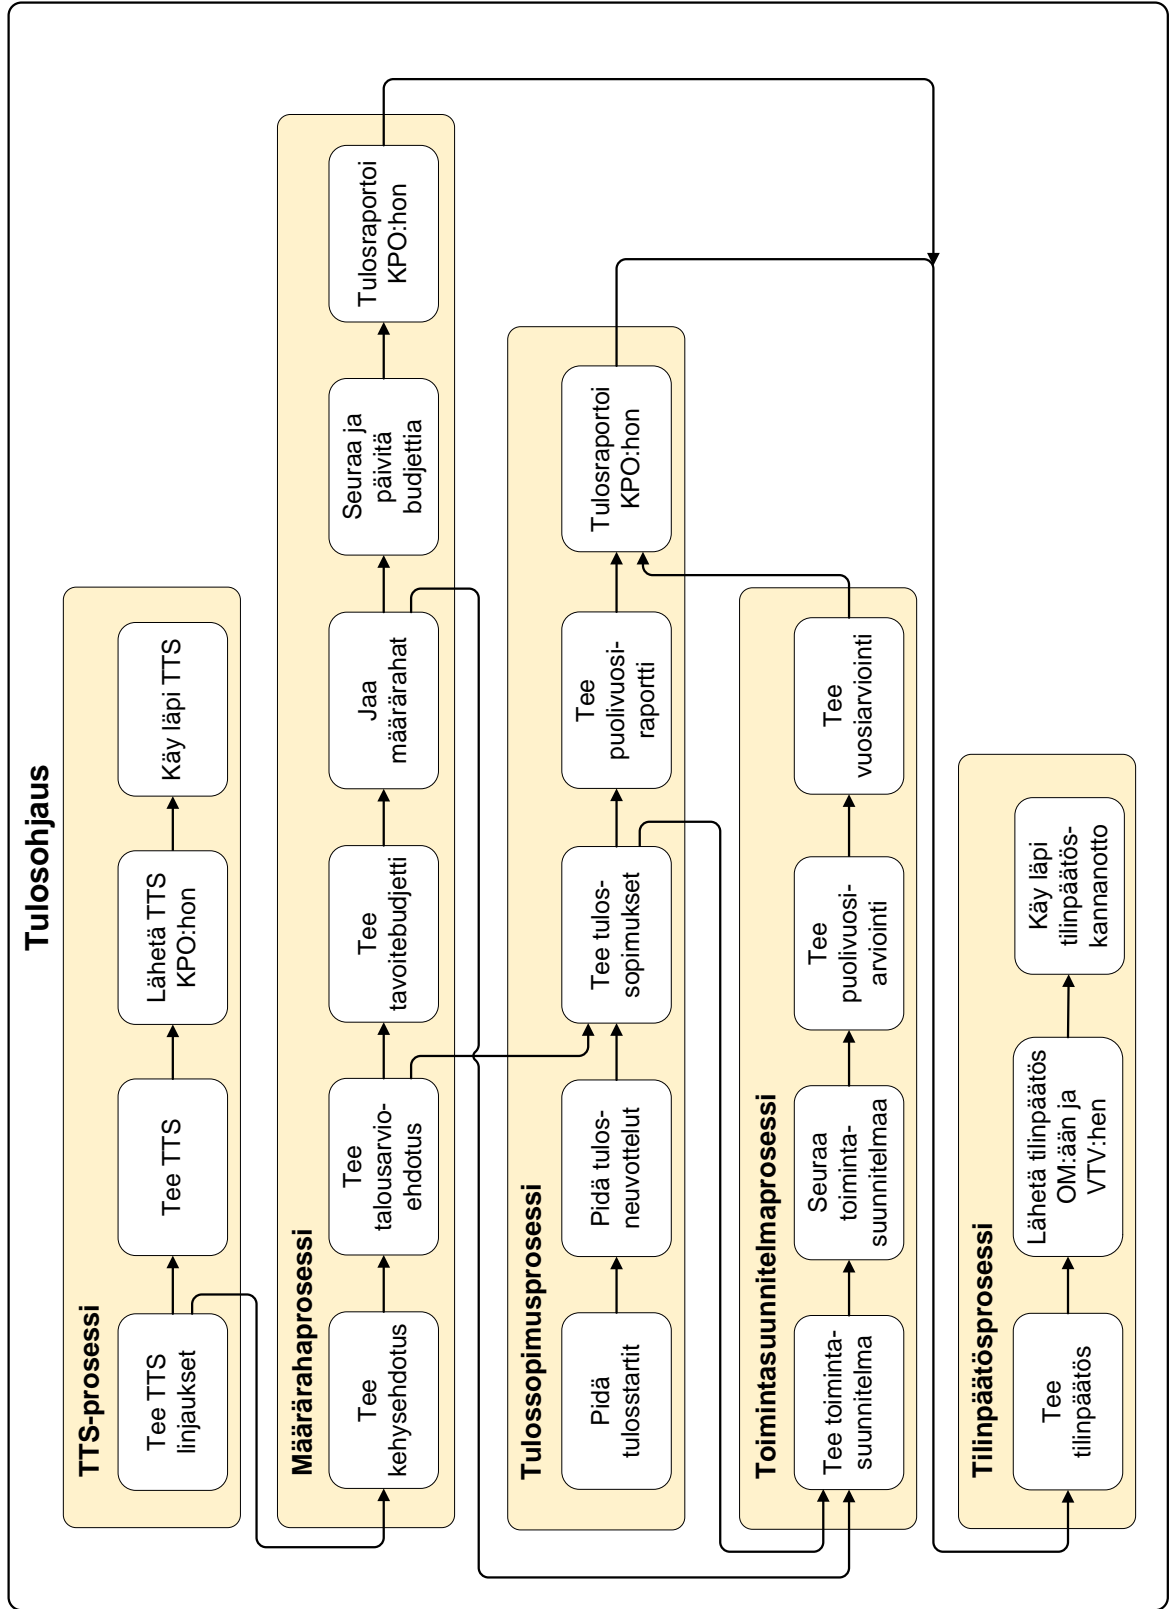 Tulosohjaus
TTS-prosessi
Tee TTS
linjaukset
Tee TTS
Lähetä TTS
KPO:hon
Käy läpi TTS
Määrärahaprosessi
Tee
kehysehdotus
Tee
talousarvio-
ehdotus
Tee
tavoitebudjetti
Jaa
määrärahat
Seuraa ja
päivitä
budjettia
Tulosraportoi
KPO:hon
Tulossopimusprosessi
Pidä
tulosstartit
Pidä tulos-
neuvottelut
Tee tulos-
sopimukset
Tee
puolivuosi-
raportti
Tulosraportoi
KPO:hon
Toimintasuunnitelmaprosessi
Tee toiminta-
suunnitelma
Seuraa
toiminta-
suunnitelmaa
Tee
puolivuosi-
arviointi
Tee
vuosiarviointi
Tilinpäätösprosessi
Tee
tilinpäätös
Lähetä tilinpäätös
OM:ään ja
VTV:hen
Käy läpi
tilinpäätös-
kannanotto